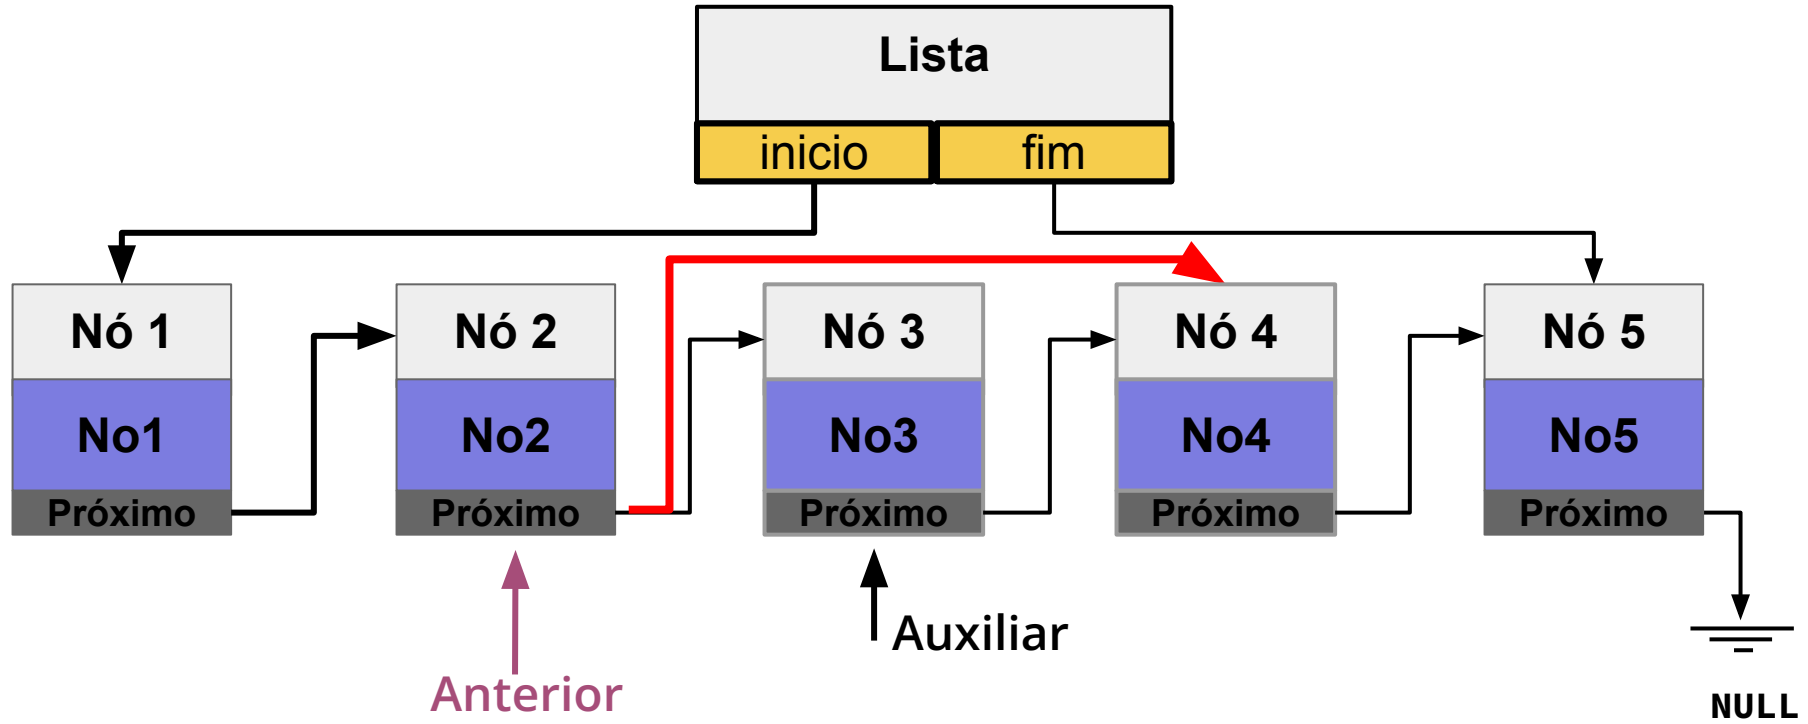 Lista
inicio fim
Nó 1 Nó 2 Nó 3 Nó 4 Nó 5
No1 No2 No3 No4 No5
Próximo Próximo Próximo Próximo Próximo
Auxiliar
Anterior
NULL